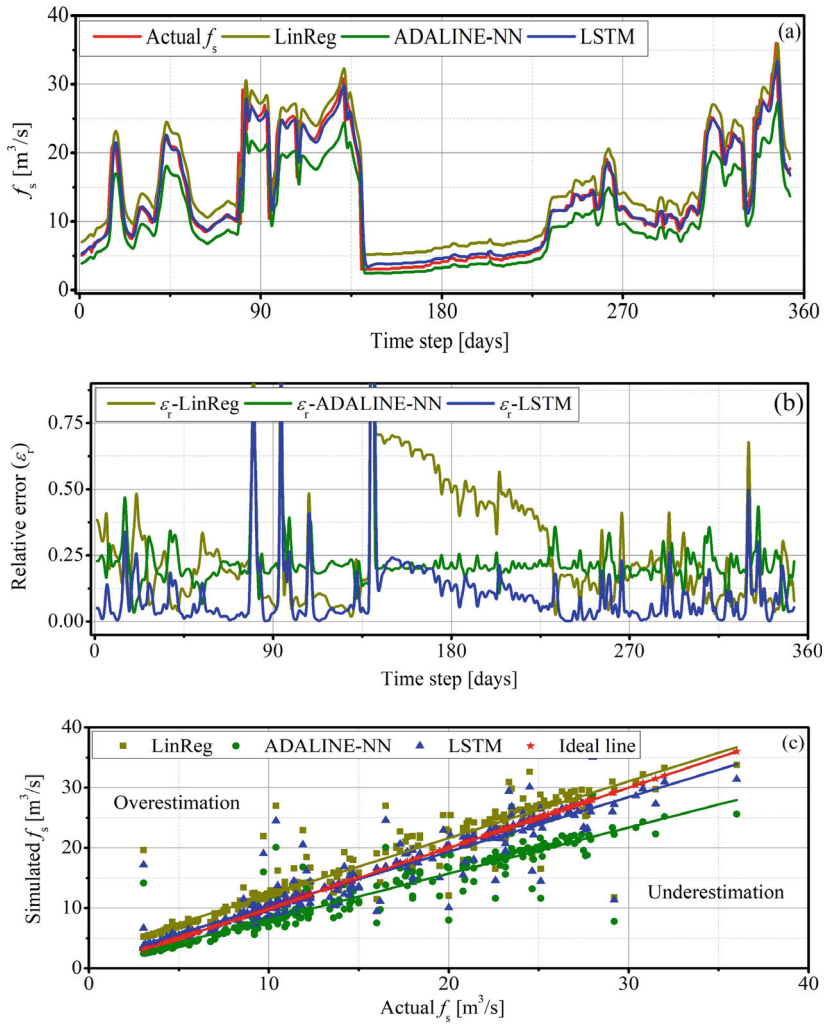 (a)
Actual fs LinReg ADALINE-NN LSTM
fs [m³/s]
40
30
20
10
0
0 90 180 270 360
Time step [days]
(b)
εr-LinReg εr-ADALINE-NN εr-LSTM
Relative error (εr)
0.75
0.50
0.25
0.00
0 90 180 270 360
Time step [days]
(c)
LinReg ADALINE-NN LSTM Ideal line
Overestimation
Underestimation
Simulated fs [m³/s]
40
30
20
10
0
0 10 20 30 40
Actual fs [m³/s]